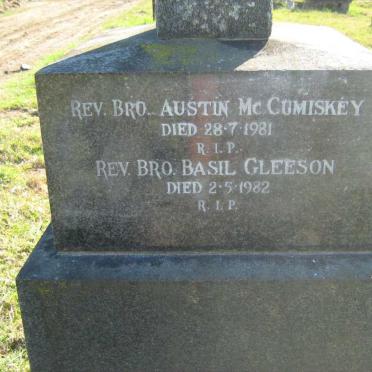 REV. BRO. AUSTIN MC CUMISKEY
DIED 28·7·1981
R.I.P.
REV. BRO. BASIL GLEESON
DIED 2·5·1982
R.I.P.